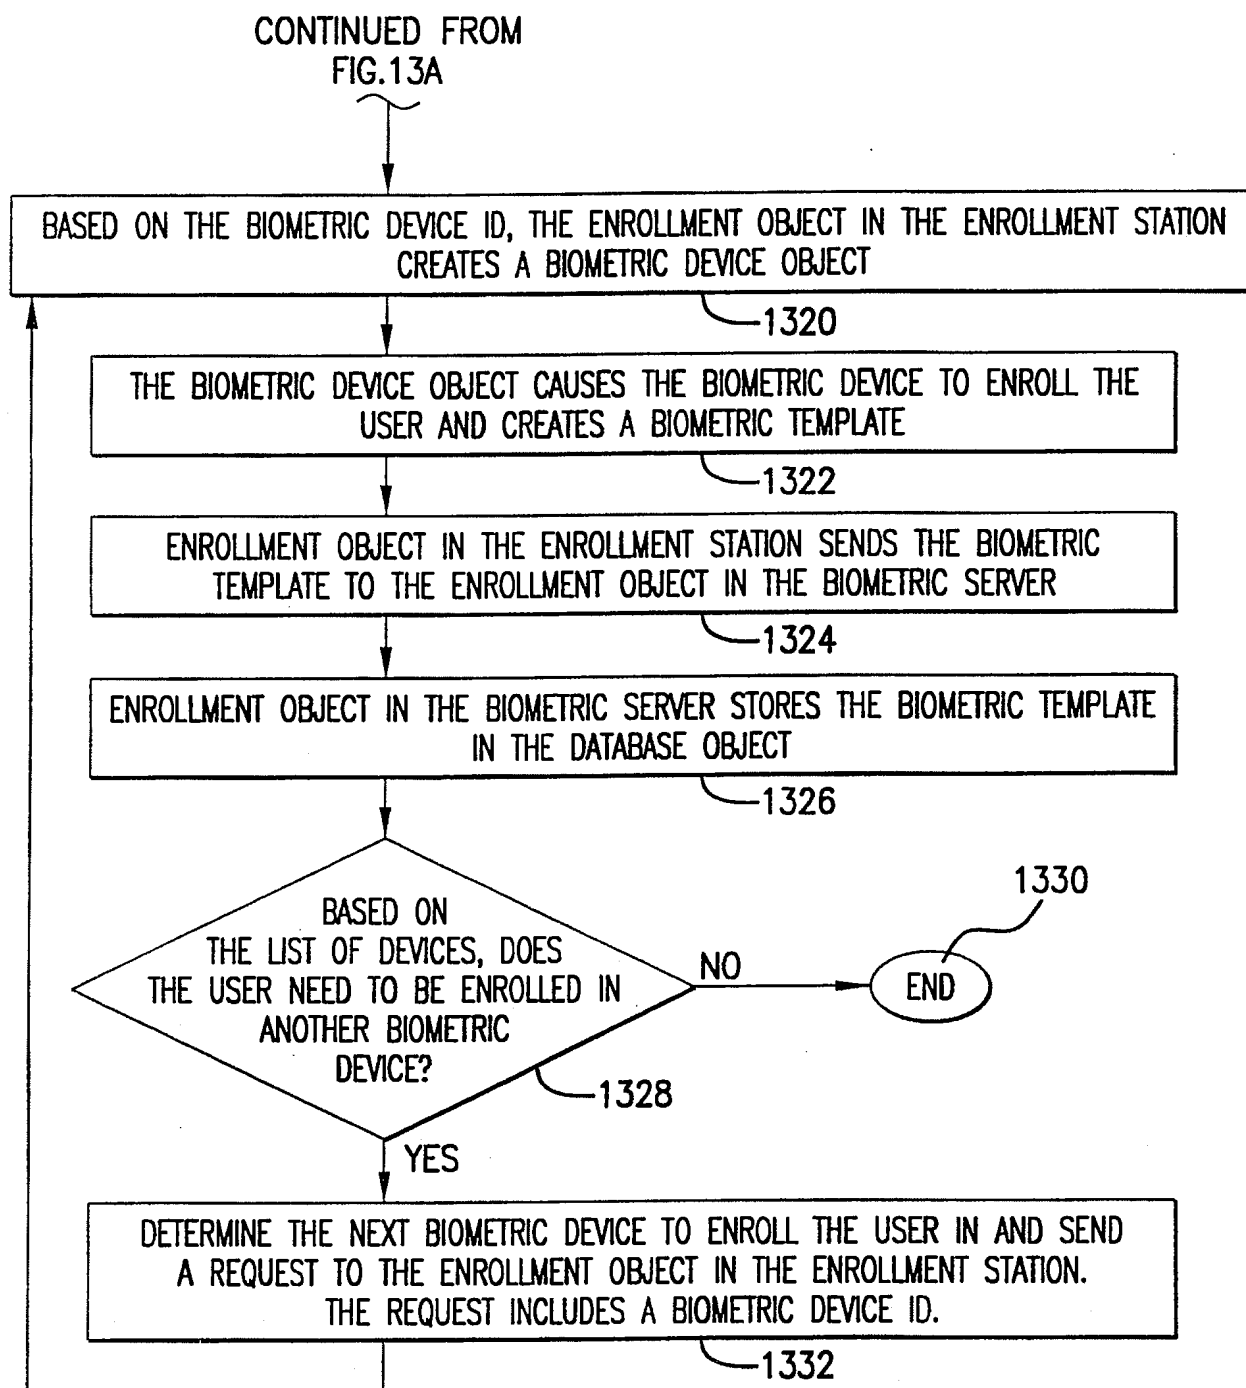 CONTINUED FROM
FIG.13A
BASED ON THE BIOMETRIC DEVICE ID, THE ENROLLMENT OBJECT IN THE ENROLLMENT STATION
CREATES A BIOMETRIC DEVICE OBJECT
1320
THE BIOMETRIC DEVICE OBJECT CAUSES THE BIOMETRIC DEVICE TO ENROLL THE
USER AND CREATES A BIOMETRIC TEMPLATE
1322
ENROLLMENT OBJECT IN THE ENROLLMENT STATION SENDS THE BIOMETRIC
TEMPLATE TO THE ENROLLMENT OBJECT IN THE BIOMETRIC SERVER
1324
ENROLLMENT OBJECT IN THE BIOMETRIC SERVER STORES THE BIOMETRIC TEMPLATE
IN THE DATABASE OBJECT
1326
BASED ON
THE LIST OF DEVICES, DOES
THE USER NEED TO BE ENROLLED IN
ANOTHER BIOMETRIC
DEVICE?
1328
NO
1330
END
YES
DETERMINE THE NEXT BIOMETRIC DEVICE TO ENROLL THE USER IN AND SEND
A REQUEST TO THE ENROLLMENT OBJECT IN THE ENROLLMENT STATION.
THE REQUEST INCLUDES A BIOMETRIC DEVICE ID.
1332